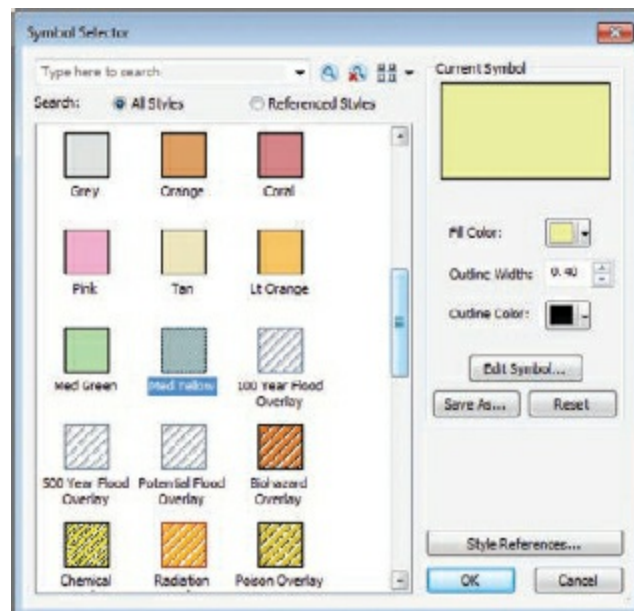 Symbol Selector
Type here to search
Search: All Styles Referenced Styles
Grey Orange Coral
Pink Tan Lt Orange
Med Green Med Yellow 100 Year Flood
Overlay
500 Year Flood Potential Flood Biohazard
Overlay Overlay Overlay
Chemical Radiation Poison Overlay
Current Symbol
Fill Color:
Outline Width: 0.40
Outline Color:
Edit Symbol...
Save As... Reset
Style References...
OK Cancel